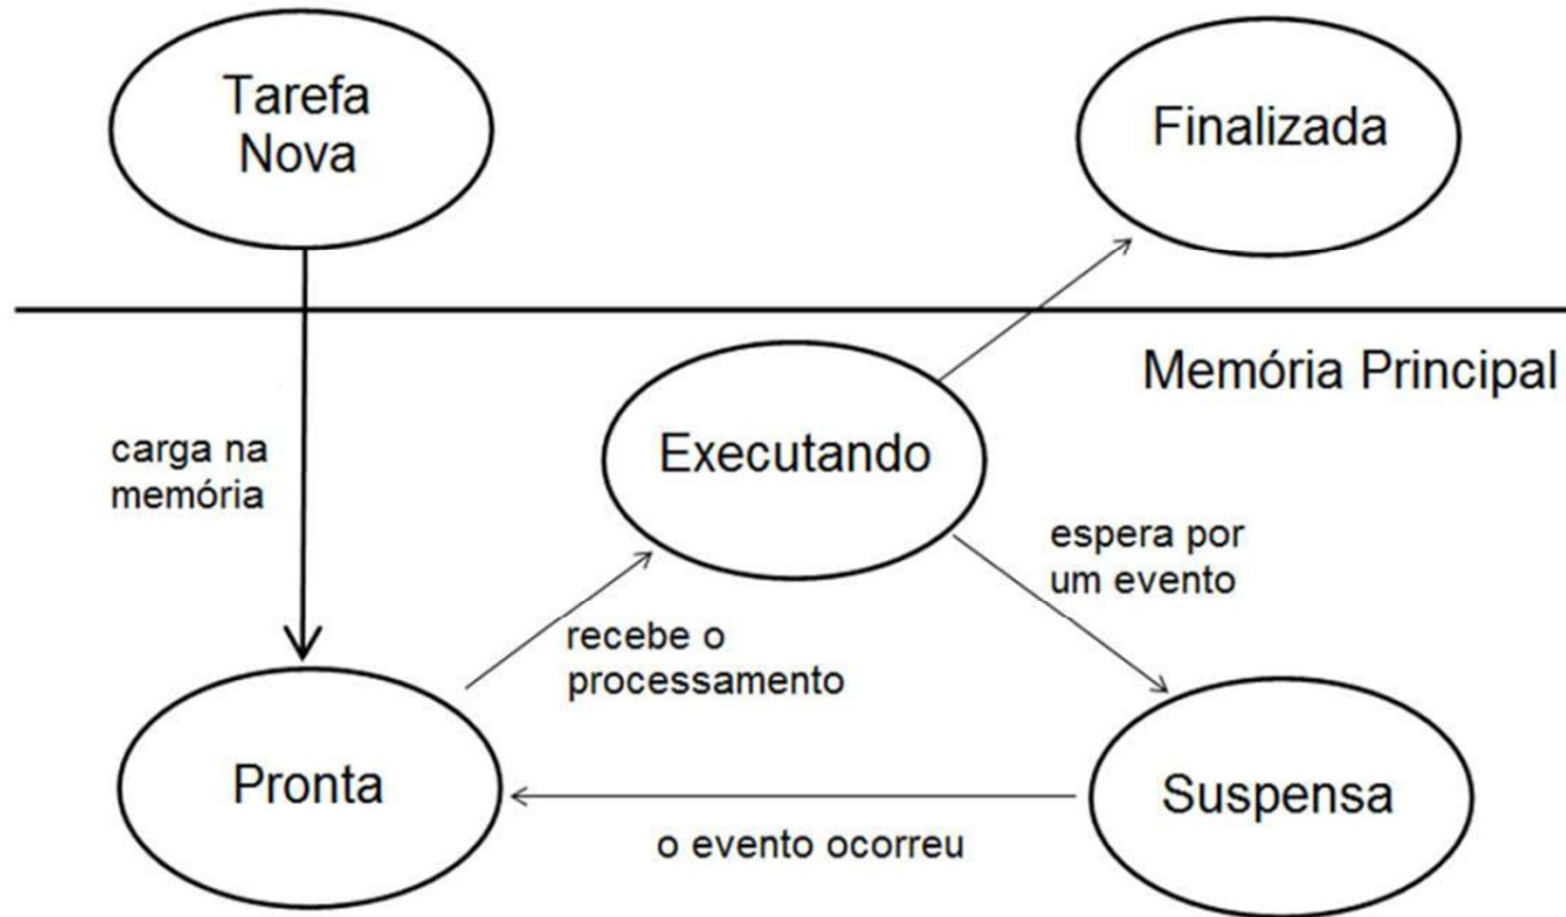 Tarefa
Nova
Finalizada
Memória Principal
Executando
carga na
memória
espera por
um evento
recebe o
processamento
Pronta
Suspensa
o evento ocorreu